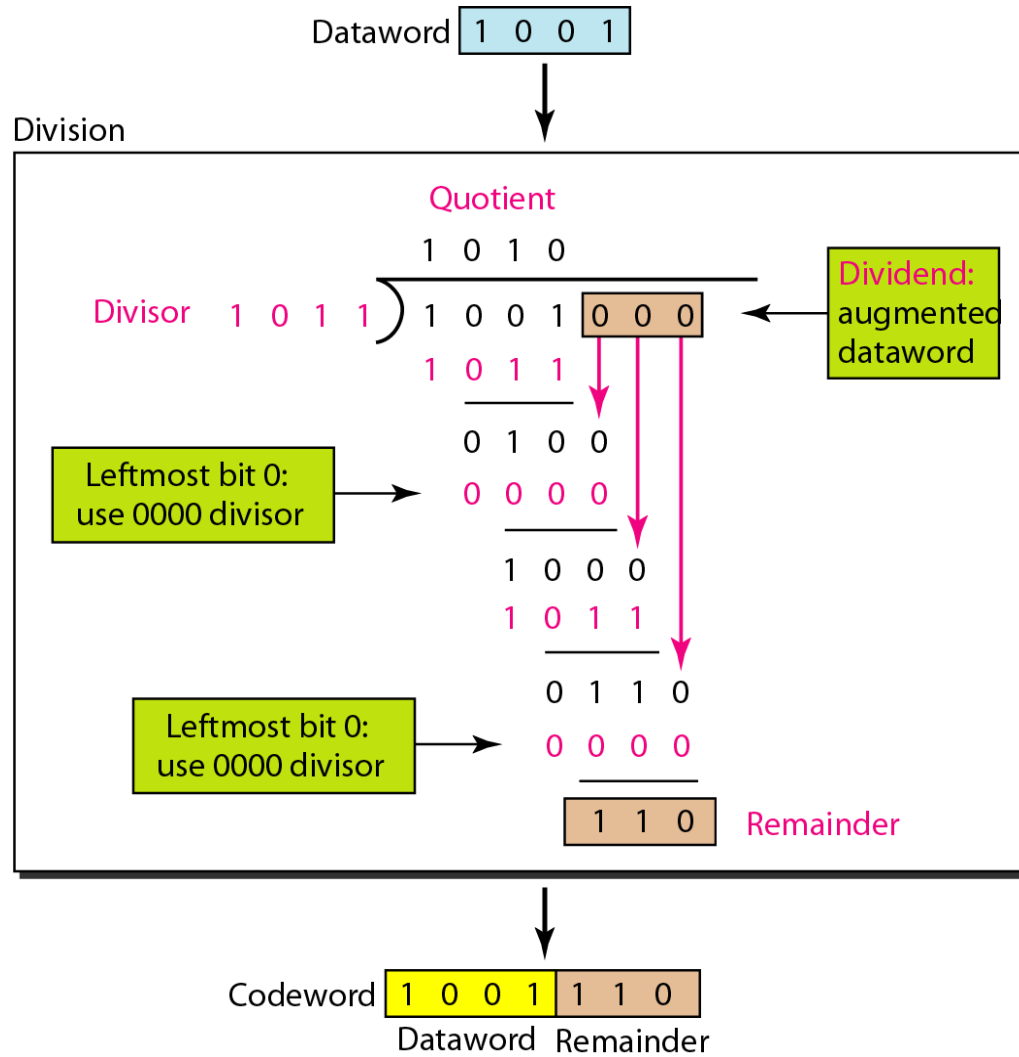 Dataword 1 0 0 1
Division
Quotient
1 0 1 0
Divisor 1 0 1 1 1 0 0 1 0 0 0
Dividend:
augmented
dataword
1 0 1 1
0 1 0 0
Leftmost bit 0:
use 0000 divisor
0 0 0 0
1 0 0 0
1 0 1 1
0 1 1 0
Leftmost bit 0:
use 0000 divisor
0 0 0 0
1 1 0 Remainder
Codeword 1 0 0 1 1 1 0
Dataword Remainder